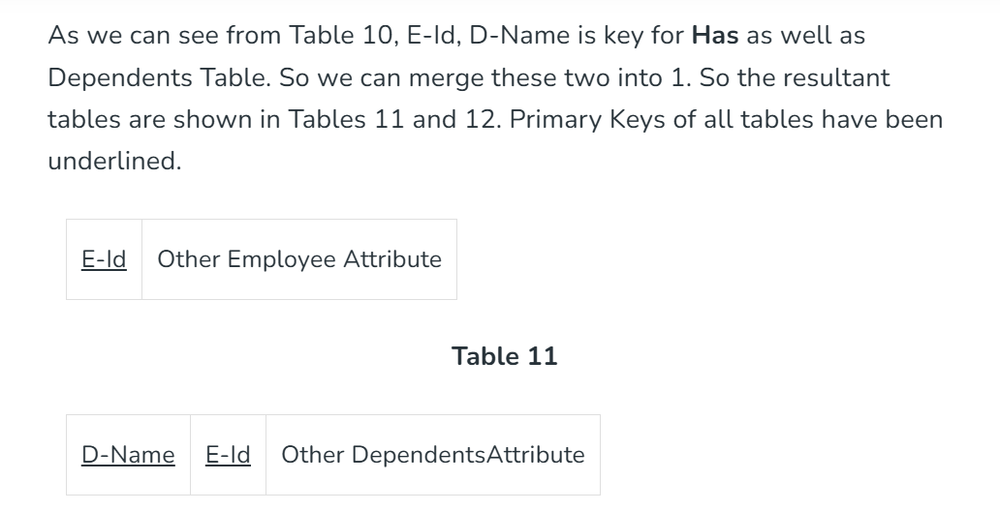 As we can see from Table 10, E-Id, D-Name is key for Has as well as
Dependents Table. So we can merge these two into 1. So the resultant
tables are shown in Tables 11 and 12. Primary Keys of all tables have been
underlined.
E-Id Other Employee Attribute
Table 11
D-Name E-Id Other DependentsAttribute